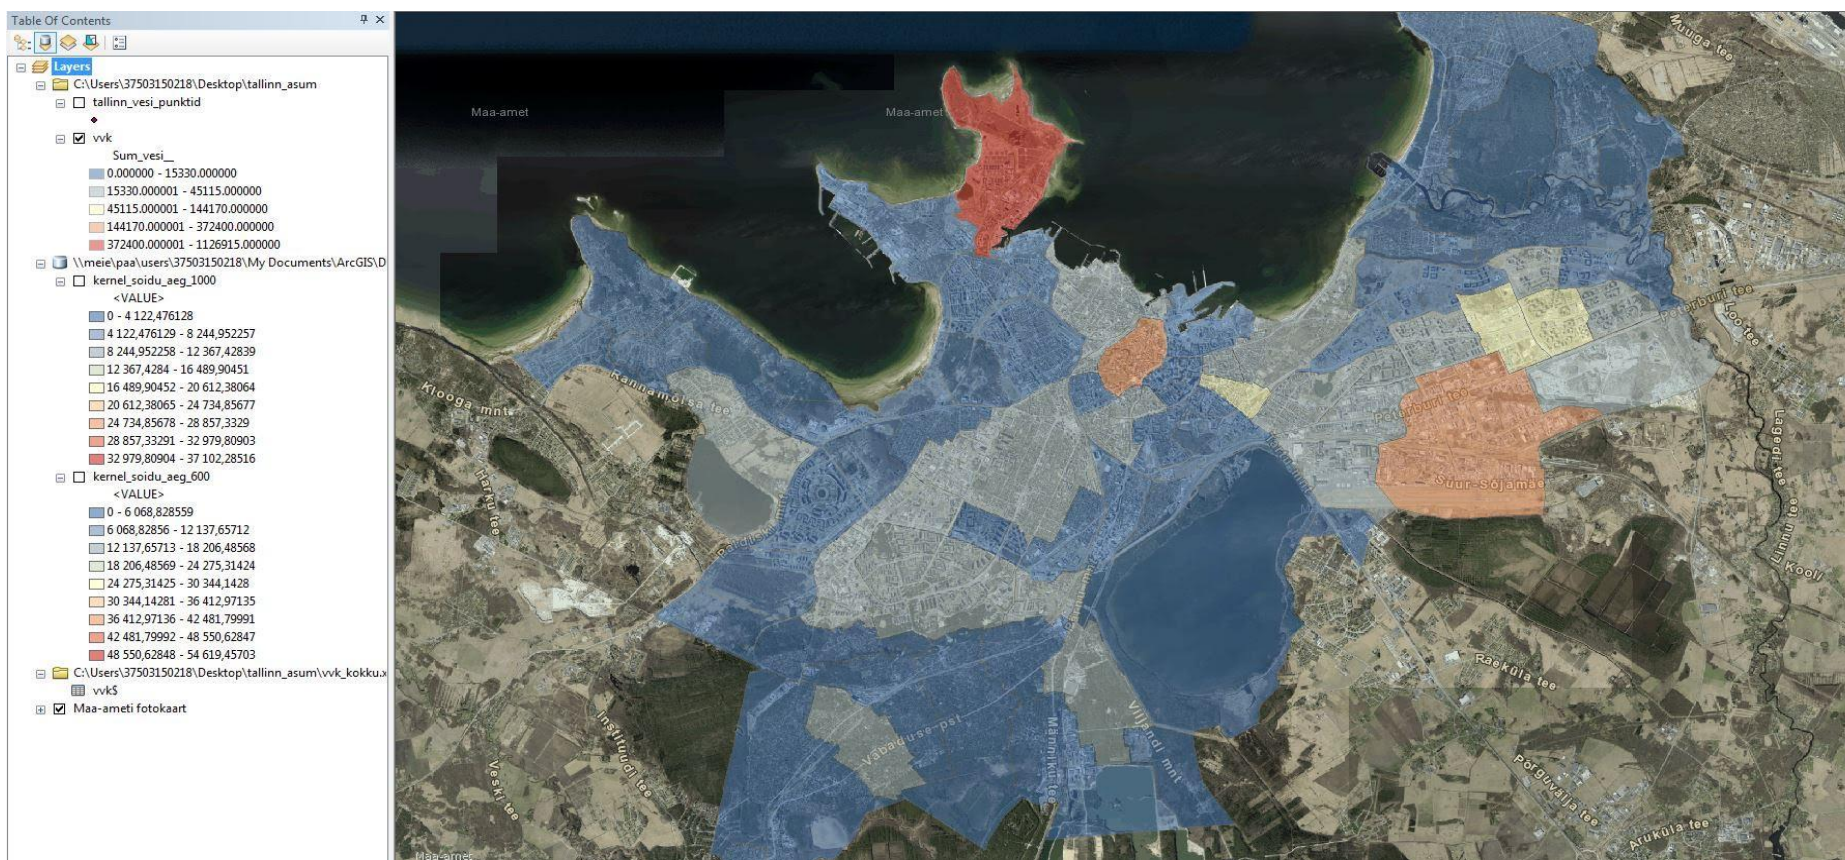 Table Of Contents
Layers
C:\Users\37503150218\Desktop\tallinn_asum
tallinn_vesi_punktid
vvk
Sum_vesi__
0.000000 - 15330.000000
15330.000001 - 45115.000000
45115.000001 - 144170.000000
144170.000001 - 372400.000000
372400.000001 - 1126915.000000
\\meie\paa\users\37503150218\My Documents\ArcGIS\D
kernel_soidu_aeg_1000
<VALUE>
0 - 4 122,476128
4 122,476129 - 8 244,952257
8 244,952258 - 12 367,42839
12 367,4284 - 16 489,90451
16 489,90452 - 20 612,38064
20 612,38065 - 24 734,85677
24 734,85678 - 28 857,3329
28 857,33291 - 32 979,80903
32 979,80904 - 37 102,28516
kernel_soidu_aeg_600
<VALUE>
0 - 6 068,828559
6 068,82856 - 12 137,65712
12 137,65713 - 18 206,48568
18 206,48569 - 24 275,31424
24 275,31425 - 30 344,1428
30 344,14281 - 36 412,97135
36 412,97136 - 42 481,79991
42 481,79992 - 48 550,62847
48 550,62848 - 54 619,45703
C:\Users\37503150218\Desktop\tallinn_asum\vvk_kokku.x
vvk$
Maa-ameti fotokaart
Maa-amet
Maa-amet
Muuga tee
Peterburi tee
Loo tee
Rannamõisa tee
Klooga mnt
Peterburi tee
Lagedi tee
Harku tee
Suur-Sõjamäe
Linnu tee
Kooli
Raeküla tee
Viljandi mnt
Vabaduse pst
Männiku tee
Instituudi tee
Veski tee
Põrguvälja tee
Aruküla tee
Maa-amet